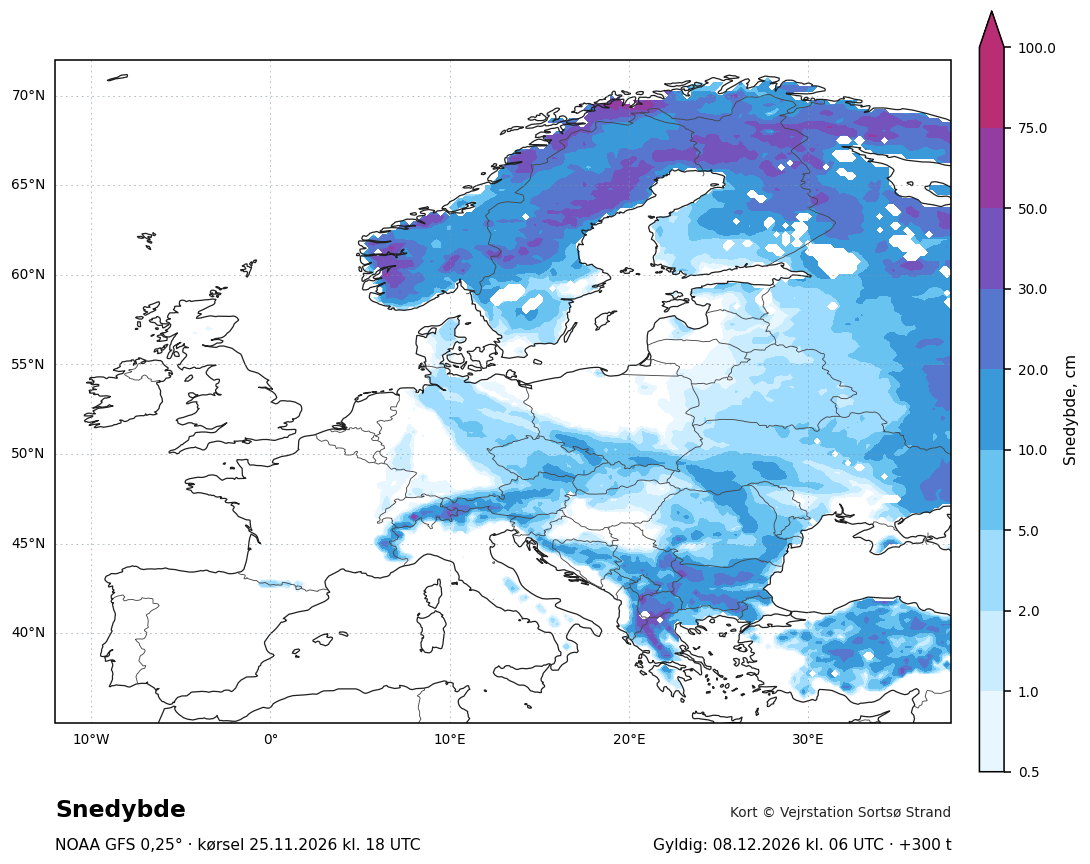 100.0
75.0
50.0
30.0
20.0
10.0
5.0
2.0
1.0
0.5
Snedybde, cm
70°N
65°N
60°N
55°N
50°N
45°N
40°N
10°W
0°
10°E
20°E
30°E
Snedybde
Kort © Vejrstation Sortsø Strand
NOAA GFS 0,25° · kørsel 25.11.2026 kl. 18 UTC
Gyldig: 08.12.2026 kl. 06 UTC · +300 t